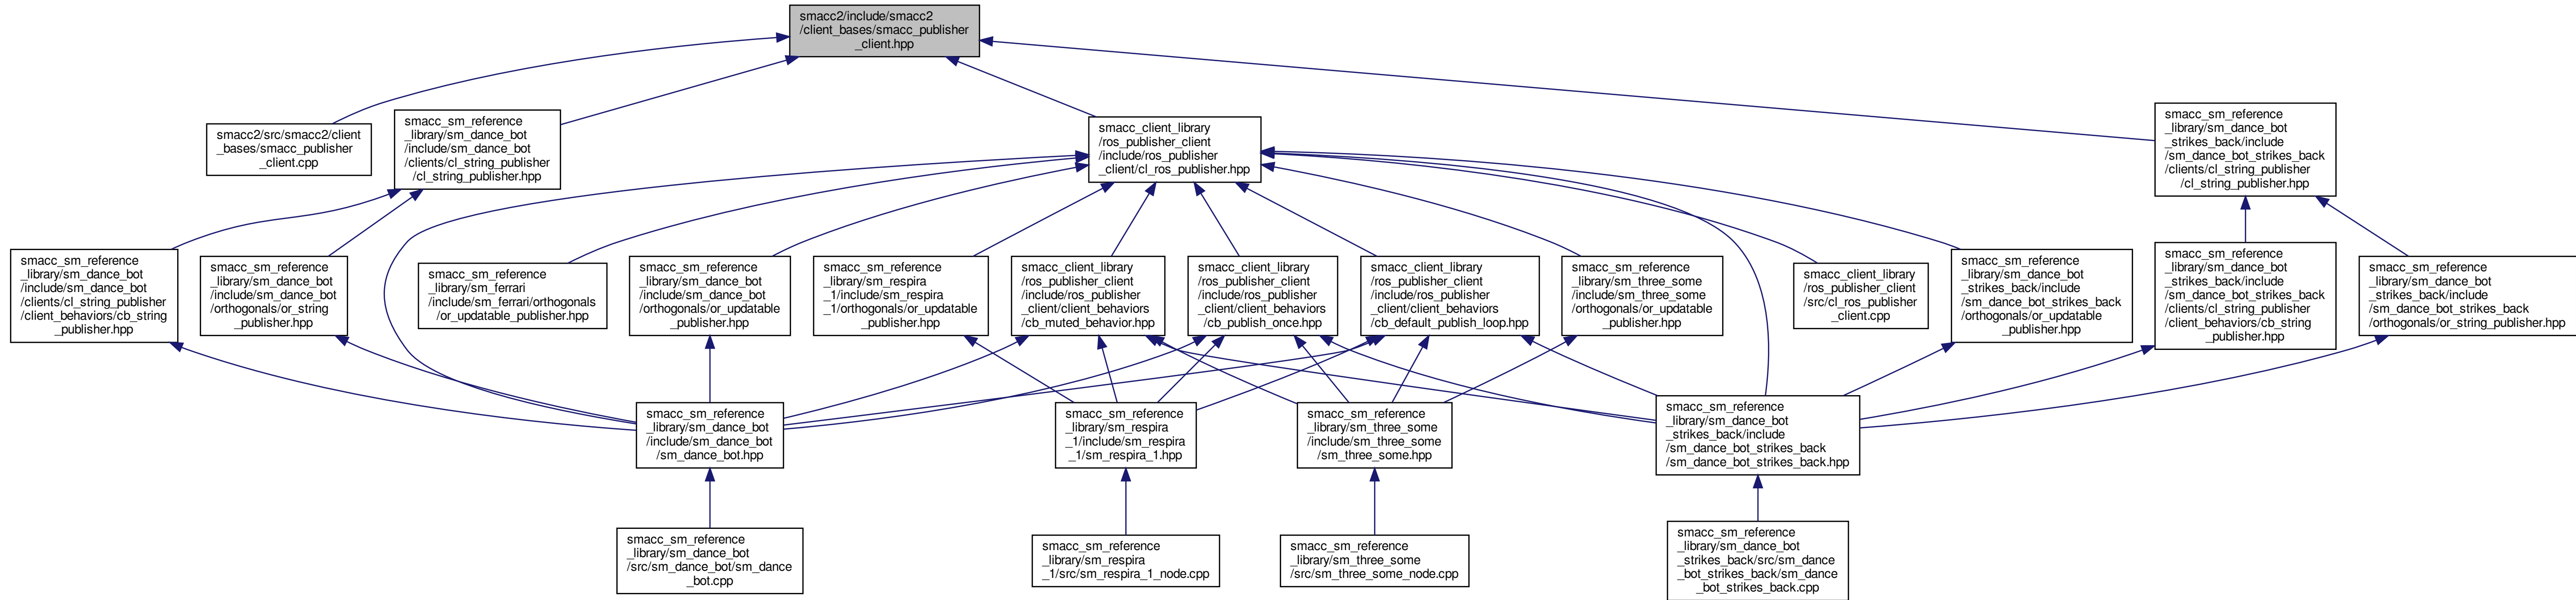 smacc2/include/smacc2
/client_bases/smacc_publisher
_client.hpp
smacc2/src/smacc2/client
_bases/smacc_publisher
_client.cpp
smacc_sm_reference
_library/sm_dance_bot
/include/sm_dance_bot
/clients/cl_string_publisher
/cl_string_publisher.hpp
smacc_client_library
/ros_publisher_client
/include/ros_publisher
_client/cl_ros_publisher.hpp
smacc_sm_reference
_library/sm_dance_bot
_strikes_back/include
/sm_dance_bot_strikes_back
/clients/cl_string_publisher
/cl_string_publisher.hpp
smacc_sm_reference
_library/sm_dance_bot
/include/sm_dance_bot
/clients/cl_string_publisher
/client_behaviors/cb_string
_publisher.hpp
smacc_sm_reference
_library/sm_dance_bot
/include/sm_dance_bot
/orthogonals/or_string
_publisher.hpp
smacc_sm_reference
_library/sm_ferrari
/include/sm_ferrari/orthogonals
/or_updatable_publisher.hpp
smacc_sm_reference
_library/sm_dance_bot
/include/sm_dance_bot
/orthogonals/or_updatable
_publisher.hpp
smacc_sm_reference
_library/sm_respira
_1/include/sm_respira
_1/orthogonals/or_updatable
_publisher.hpp
smacc_client_library
/ros_publisher_client
/include/ros_publisher
_client/client_behaviors
/cb_muted_behavior.hpp
smacc_client_library
/ros_publisher_client
/include/ros_publisher
_client/client_behaviors
/cb_publish_once.hpp
smacc_client_library
/ros_publisher_client
/include/ros_publisher
_client/client_behaviors
/cb_default_publish_loop.hpp
smacc_sm_reference
_library/sm_three_some
/include/sm_three_some
/orthogonals/or_updatable
_publisher.hpp
smacc_client_library
/ros_publisher_client
/src/cl_ros_publisher
_client.cpp
smacc_sm_reference
_library/sm_dance_bot
_strikes_back/include
/sm_dance_bot_strikes_back
/orthogonals/or_updatable
_publisher.hpp
smacc_sm_reference
_library/sm_dance_bot
_strikes_back/include
/sm_dance_bot_strikes_back
/clients/cl_string_publisher
/client_behaviors/cb_string
_publisher.hpp
smacc_sm_reference
_library/sm_dance_bot
_strikes_back/include
/sm_dance_bot_strikes_back
/orthogonals/or_string_publisher.hpp
smacc_sm_reference
_library/sm_dance_bot
/include/sm_dance_bot
/sm_dance_bot.hpp
smacc_sm_reference
_library/sm_respira
_1/include/sm_respira
_1/sm_respira_1.hpp
smacc_sm_reference
_library/sm_three_some
/include/sm_three_some
/sm_three_some.hpp
smacc_sm_reference
_library/sm_dance_bot
_strikes_back/include
/sm_dance_bot_strikes_back
/sm_dance_bot_strikes_back.hpp
smacc_sm_reference
_library/sm_dance_bot
/src/sm_dance_bot/sm_dance
_bot.cpp
smacc_sm_reference
_library/sm_respira
_1/src/sm_respira_1_node.cpp
smacc_sm_reference
_library/sm_three_some
/src/sm_three_some_node.cpp
smacc_sm_reference
_library/sm_dance_bot
_strikes_back/src/sm_dance
_bot_strikes_back/sm_dance
_bot_strikes_back.cpp